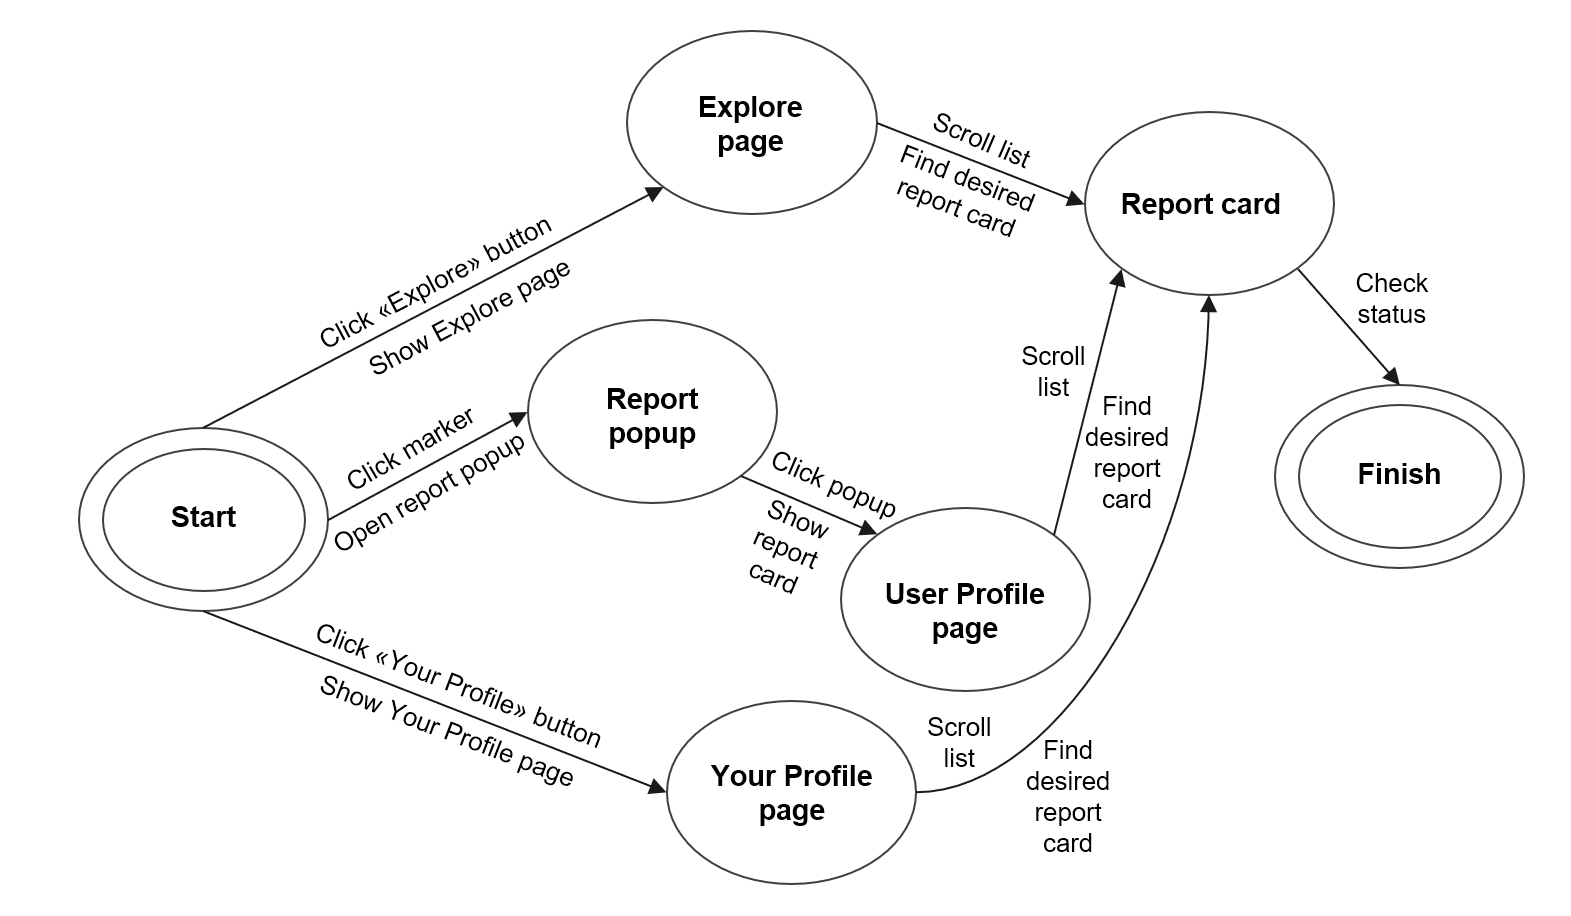 Explore
page
Scroll list
Find desired
report card
Report card
Click «Explore» button
Show Explore page
Check
status
Report
popup
Scroll
list
Click marker
Open report popup
Find
desired
report
card
Finish
Start
Click popup
Show
report
card
User Profile
page
Click «Your Profile» button
Show Your Profile page
Your Profile
page
Scroll
list
Find
desired
report
card